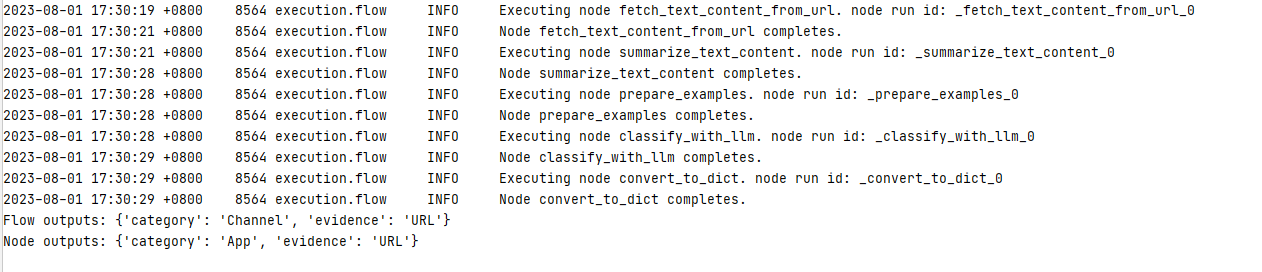 2023-08-01 17:30:19 +0800    8564 execution.flow     INFO     Executing node fetch_text_content_from_url. node run id: _fetch_text_content_from_url_0
2023-08-01 17:30:21 +0800    8564 execution.flow     INFO     Node fetch_text_content_from_url completes.
2023-08-01 17:30:21 +0800    8564 execution.flow     INFO     Executing node summarize_text_content. node run id: _summarize_text_content_0
2023-08-01 17:30:28 +0800    8564 execution.flow     INFO     Node summarize_text_content completes.
2023-08-01 17:30:28 +0800    8564 execution.flow     INFO     Executing node prepare_examples. node run id: _prepare_examples_0
2023-08-01 17:30:28 +0800    8564 execution.flow     INFO     Node prepare_examples completes.
2023-08-01 17:30:28 +0800    8564 execution.flow     INFO     Executing node classify_with_llm. node run id: _classify_with_llm_0
2023-08-01 17:30:29 +0800    8564 execution.flow     INFO     Node classify_with_llm completes.
2023-08-01 17:30:29 +0800    8564 execution.flow     INFO     Executing node convert_to_dict. node run id: _convert_to_dict_0
2023-08-01 17:30:29 +0800    8564 execution.flow     INFO     Node convert_to_dict completes.
Flow outputs: {'category': 'Channel', 'evidence': 'URL'}
Node outputs: {'category': 'App', 'evidence': 'URL'}